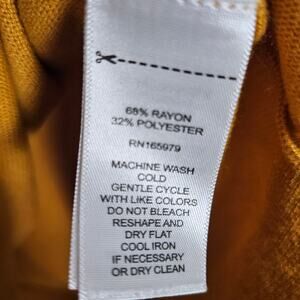 68% RAYON
32% POLYESTER
RN165979
MACHINE WASH
COLD
GENTLE CYCLE
WITH LIKE COLORS
DO NOT BLEACH
RESHAPE AND
DRY FLAT
COOL IRON
IF NECESSARY
OR DRY CLEAN